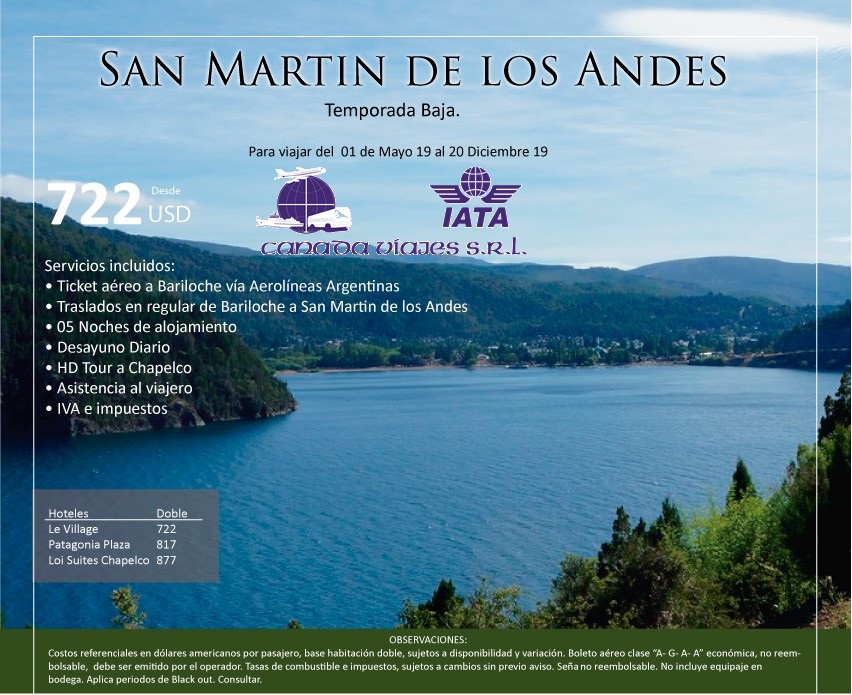 SAN MARTIN DE LOS ANDES
Temporada Baja.
Para viajar del 01 de Mayo 19 al 20 Diciembre 19
722 Desde USD
IATA
CANADA VIAJES S.R.L.
Servicios incluidos:
• Ticket aéreo a Bariloche vía Aerolíneas Argentinas
• Traslados en regular de Bariloche a San Martin de los Andes
• 05 Noches de alojamiento
• Desayuno Diario
• HD Tour a Chapelco
• Asistencia al viajero
• IVA e impuestos
Hoteles Doble
Le Village 722
Patagonia Plaza 817
Loi Suites Chapelco 877
OBSERVACIONES:
Costos referenciales en dólares americanos por pasajero, base habitación doble, sujetos a disponibilidad y variación. Boleto aéreo clase “A- G- A- A” económica, no reem-
bolsable, debe ser emitido por el operador. Tasas de combustible e impuestos, sujetos a cambios sin previo aviso. Seña no reembolsable. No incluye equipaje en
bodega. Aplica periodos de Black out. Consultar.